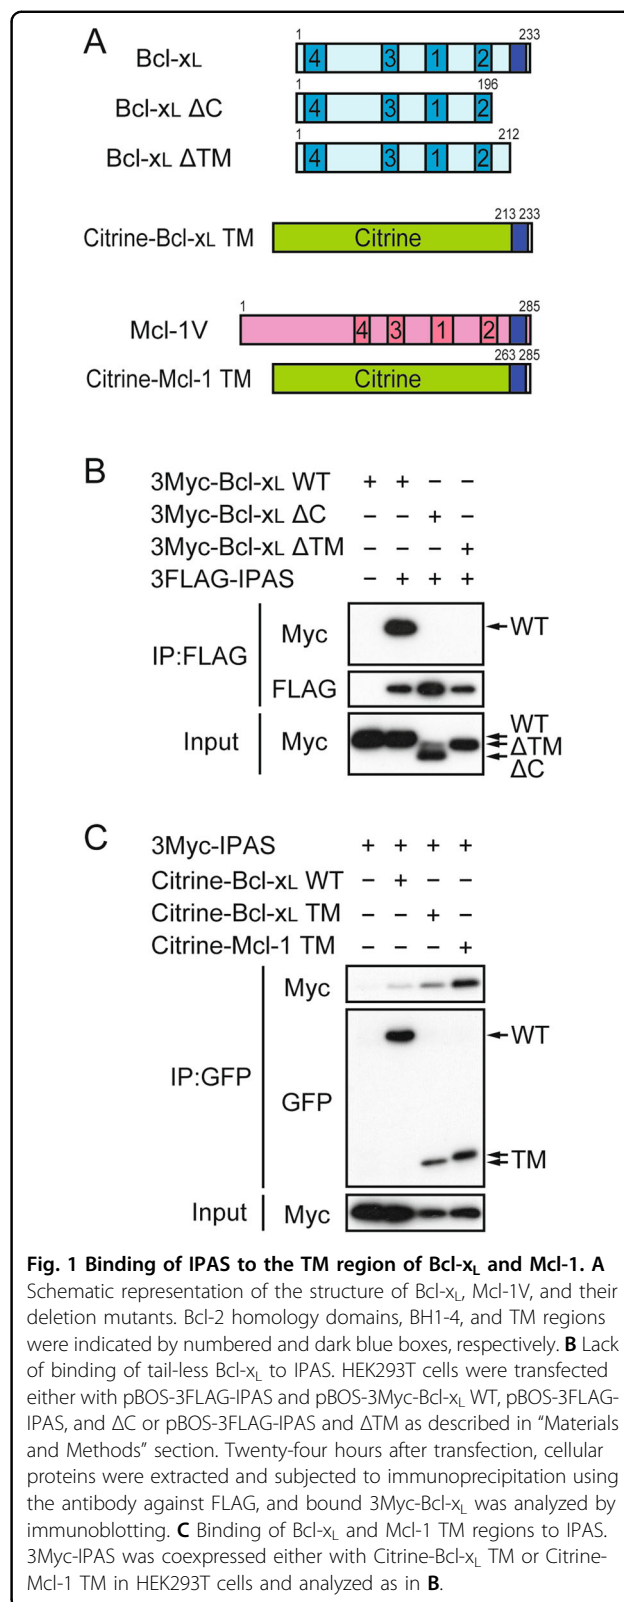 A
1 233
Bcl-xL 4 3 1 2
1 196
Bcl-xL ΔC 4 3 1 2
1 212
Bcl-xL ΔTM 4 3 1 2
213 233
Citrine-Bcl-xL TM Citrine
1 285
Mcl-1V 4 3 1 2
263 285
Citrine-Mcl-1 TM Citrine
B
3Myc-Bcl-xL WT + + – –
3Myc-Bcl-xL ΔC – – + –
3Myc-Bcl-xL ΔTM – – – +
3FLAG-IPAS – + + +
IP:FLAG Myc WT
FLAG
Input Myc WT
ΔTM
ΔC
C
3Myc-IPAS + + + +
Citrine-Bcl-xL WT – + – –
Citrine-Bcl-xL TM – – + –
Citrine-Mcl-1 TM – – – +
IP:GFP Myc
GFP WT
TM
Input Myc
Fig. 1 Binding of IPAS to the TM region of Bcl-xL and Mcl-1. A
Schematic representation of the structure of Bcl-xL, Mcl-1V, and their
deletion mutants. Bcl-2 homology domains, BH1-4, and TM regions
were indicated by numbered and dark blue boxes, respectively. B Lack
of binding of tail-less Bcl-xL to IPAS. HEK293T cells were transfected
either with pBOS-3FLAG-IPAS and pBOS-3Myc-Bcl-xL WT, pBOS-3FLAG-
IPAS, and ΔC or pBOS-3FLAG-IPAS and ΔTM as described in “Materials
and Methods” section. Twenty-four hours after transfection, cellular
proteins were extracted and subjected to immunoprecipitation using
the antibody against FLAG, and bound 3Myc-Bcl-xL was analyzed by
immunoblotting. C Binding of Bcl-xL and Mcl-1 TM regions to IPAS.
3Myc-IPAS was coexpressed either with Citrine-Bcl-xL TM or Citrine-
Mcl-1 TM in HEK293T cells and analyzed as in B.